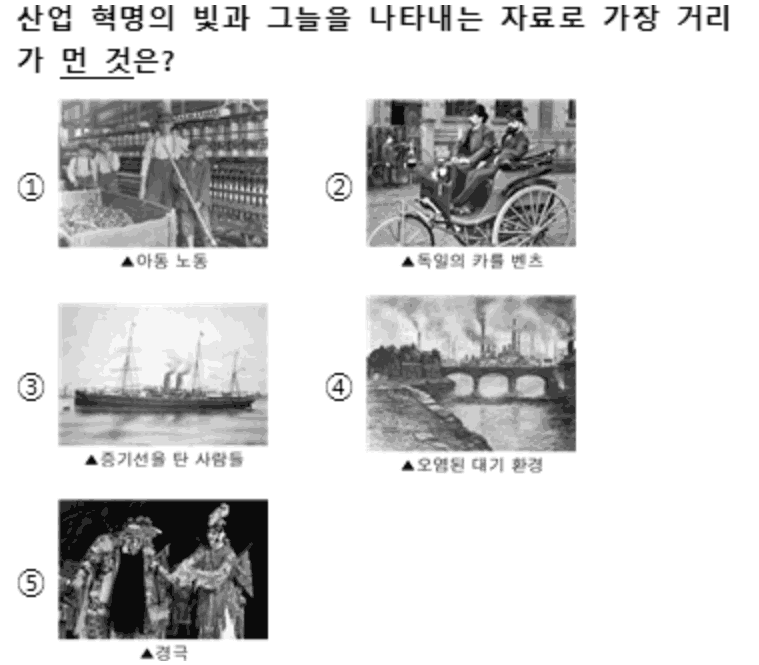 산업 혁명의 빛과 그늘을 나타내는 자료로 가장 거리
가 먼 것은?
①
▲아동 노동
②
▲독일의 카를 벤츠
③
▲증기선을 탄 사람들
④
▲오염된 대기 환경
⑤
▲경극